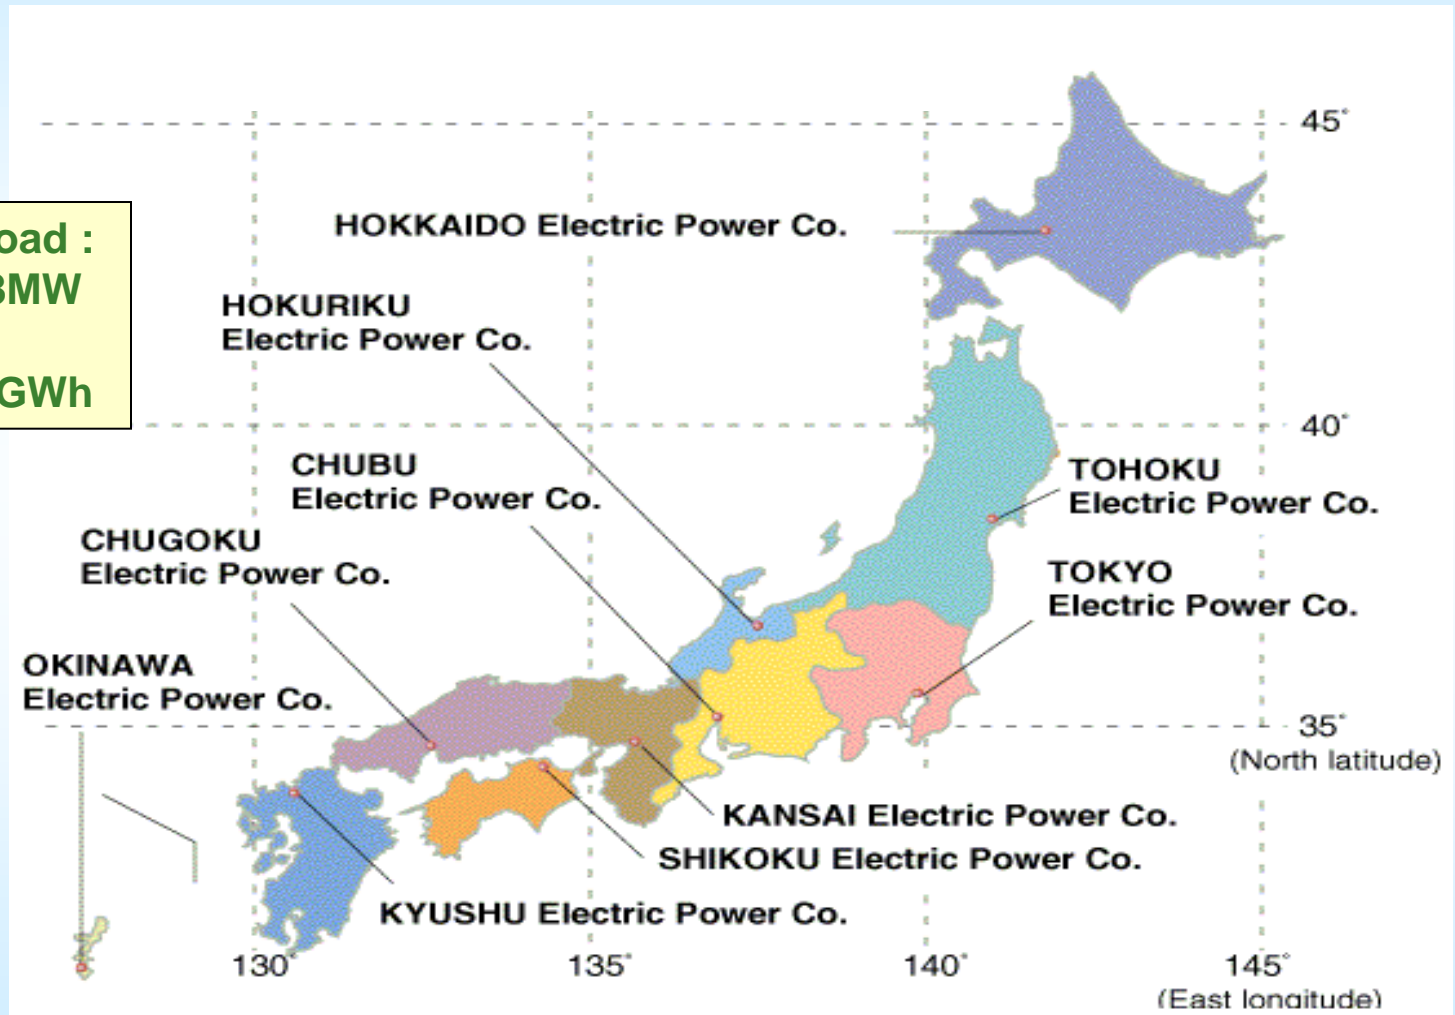 45°
HOKKAIDO Electric Power Co.
oad :
3MW
GWh
HOKURIKU
Electric Power Co.
40°
CHUBU
Electric Power Co.
TOHOKU
Electric Power Co.
CHUGOKU
Electric Power Co.
TOKYO
Electric Power Co.
OKINAWA
Electric Power Co.
35°
(North latitude)
KANSAI Electric Power Co.
SHIKOKU Electric Power Co.
KYUSHU Electric Power Co.
130° 135° 140° 145°
(East longitude)